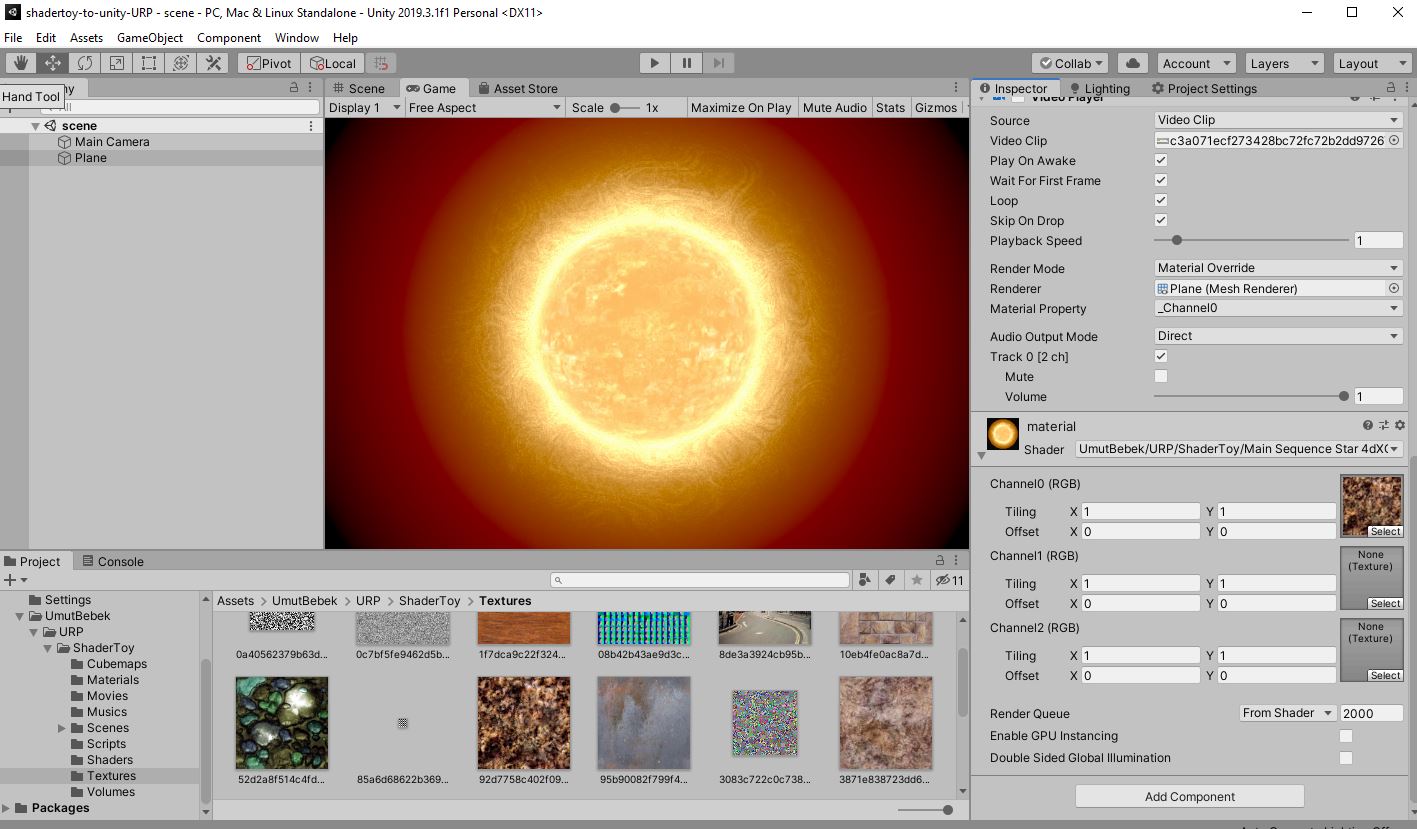 shadertoy-to-unity-URP - scene - PC, Mac & Linux Standalone - Unity 2019.3.1f1 Personal <DX11>
File Edit Assets GameObject Component Window Help
Pivot Local Collab Account Layers Layout
Hand Tool
Scene Game Asset Store
Display 1 Free Aspect Scale 1x Maximize On Play Mute Audio Stats Gizmos
scene
Main Camera
Plane
Inspector Lighting Project Settings
Video Player
Source Video Clip
Video Clip c3a071ecf273428bc72fc72b2dd9726
Play On Awake
Wait For First Frame
Loop
Skip On Drop
Playback Speed 1
Render Mode Material Override
Renderer Plane (Mesh Renderer)
Material Property _Channel0
Audio Output Mode Direct
Track 0 [2 ch]
Mute
Volume 1
material
Shader UmutBebek/URP/ShaderToy/Main Sequence Star
Channel0 (RGB)
Tiling X 1 Y 1
Offset X 0 Y 0
Select
Channel1 (RGB)
None
(Texture)
Tiling X 1 Y 1
Offset X 0 Y 0
Select
Channel2 (RGB)
None
(Texture)
Tiling X 1 Y 1
Offset X 0 Y 0
Select
Render Queue From Shader 2000
Enable GPU Instancing
Double Sided Global Illumination
Add Component
Project Console
11
Settings
UmutBebek
URP
ShaderToy
Cubemaps
Materials
Movies
Musics
Scenes
Scripts
Shaders
Textures
Volumes
Packages
Assets > UmutBebek > URP > ShaderToy > Textures
0a40562379b63d... 0c7bf5fe9462d5b... 1f7dca9c22f324... 08b42b43ae9d3c... 8de3a3924cb95b... 10eb4fe0ac8a7d...
52d2a8f514c4fd... 85a6d68622b369... 92d7758c402f09... 95b90082f799f4... 3083c722c0c738... 3871e838723dd6...